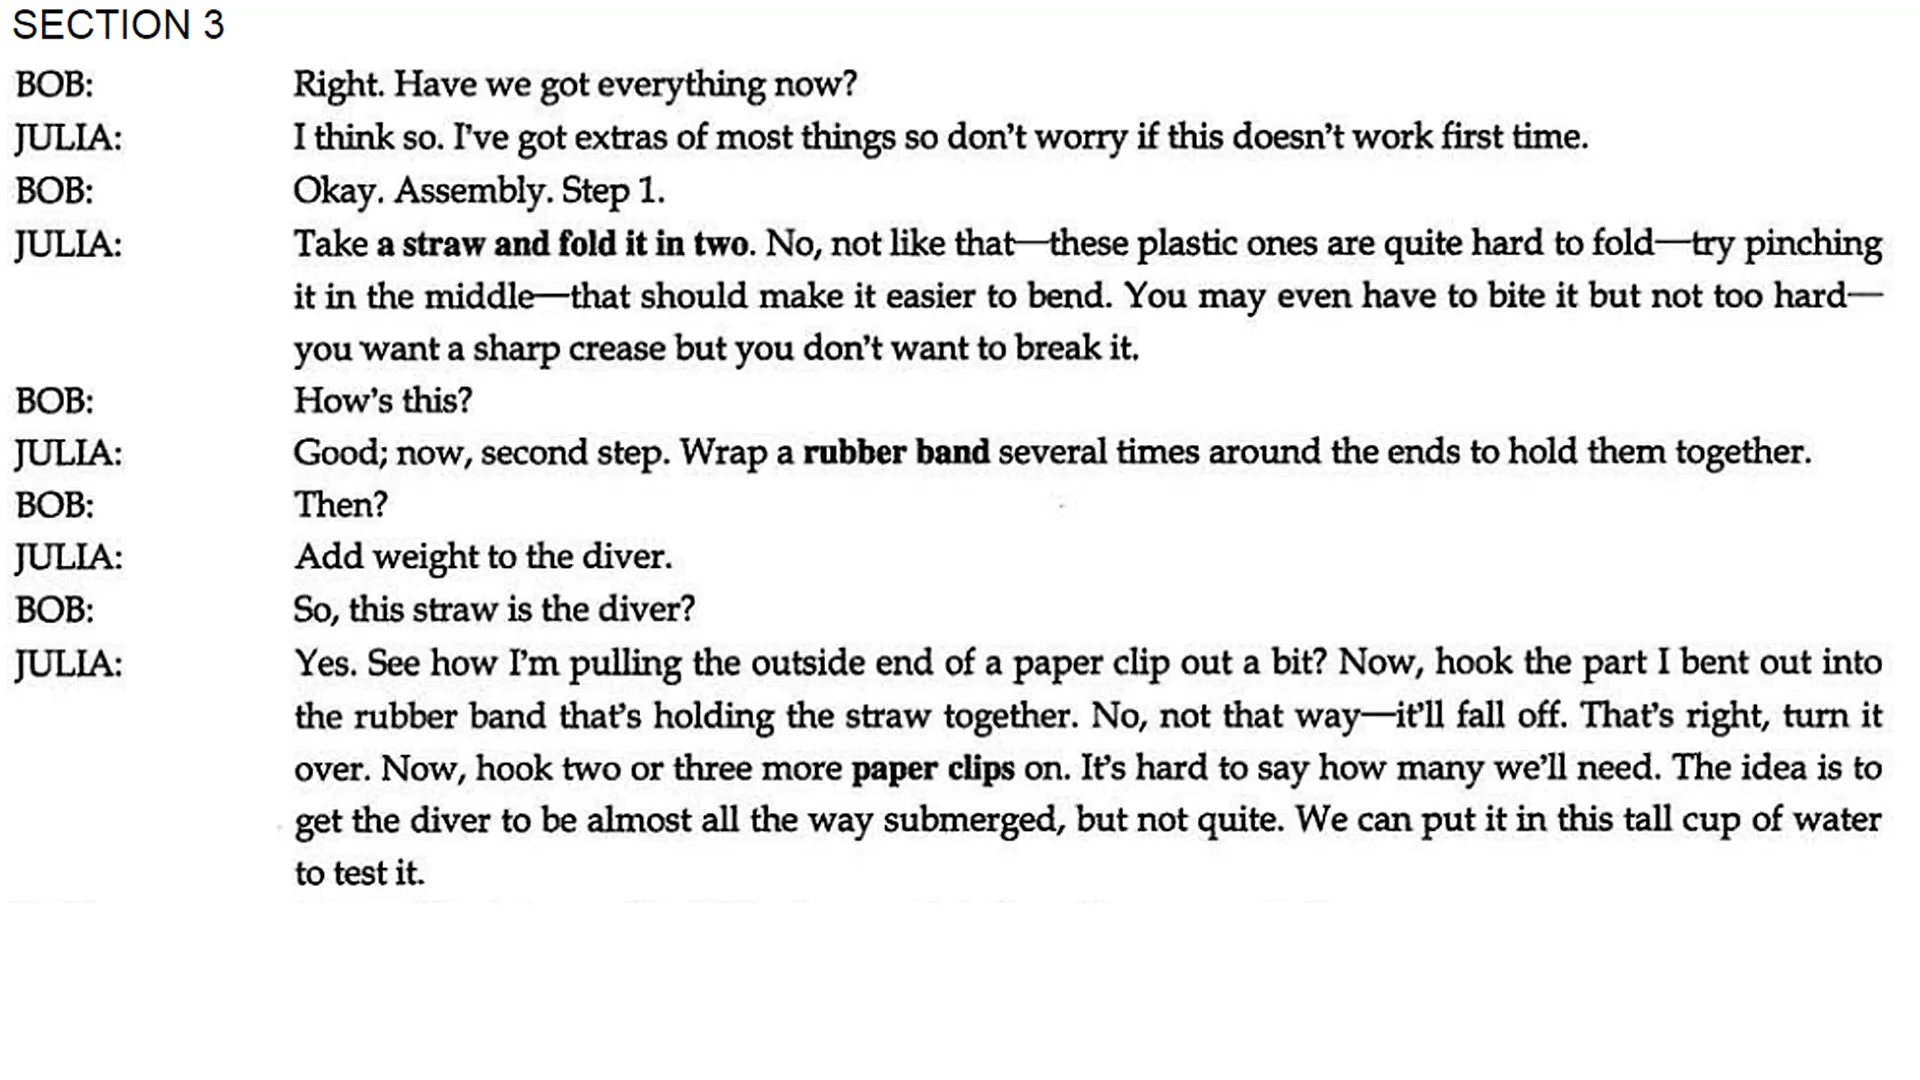 SECTION 3
BOB: Right. Have we got everything now?
JULIA: I think so. I've got extras of most things so don't worry if this doesn't work first time.
BOB: Okay. Assembly. Step 1.
JULIA: Take a straw and fold it in two. No, not like that—these plastic ones are quite hard to fold—try pinching
it in the middle—that should make it easier to bend. You may even have to bite it but not too hard—
you want a sharp crease but you don't want to break it.
BOB: How's this?
JULIA: Good; now, second step. Wrap a rubber band several times around the ends to hold them together.
BOB: Then?
JULIA: Add weight to the diver.
BOB: So, this straw is the diver?
JULIA: Yes. See how I'm pulling the outside end of a paper clip out a bit? Now, hook the part I bent out into
the rubber band that's holding the straw together. No, not that way—it'll fall off. That's right, turn it
over. Now, hook two or three more paper clips on. It's hard to say how many we'll need. The idea is to
get the diver to be almost all the way submerged, but not quite. We can put it in this tall cup of water
to test it.